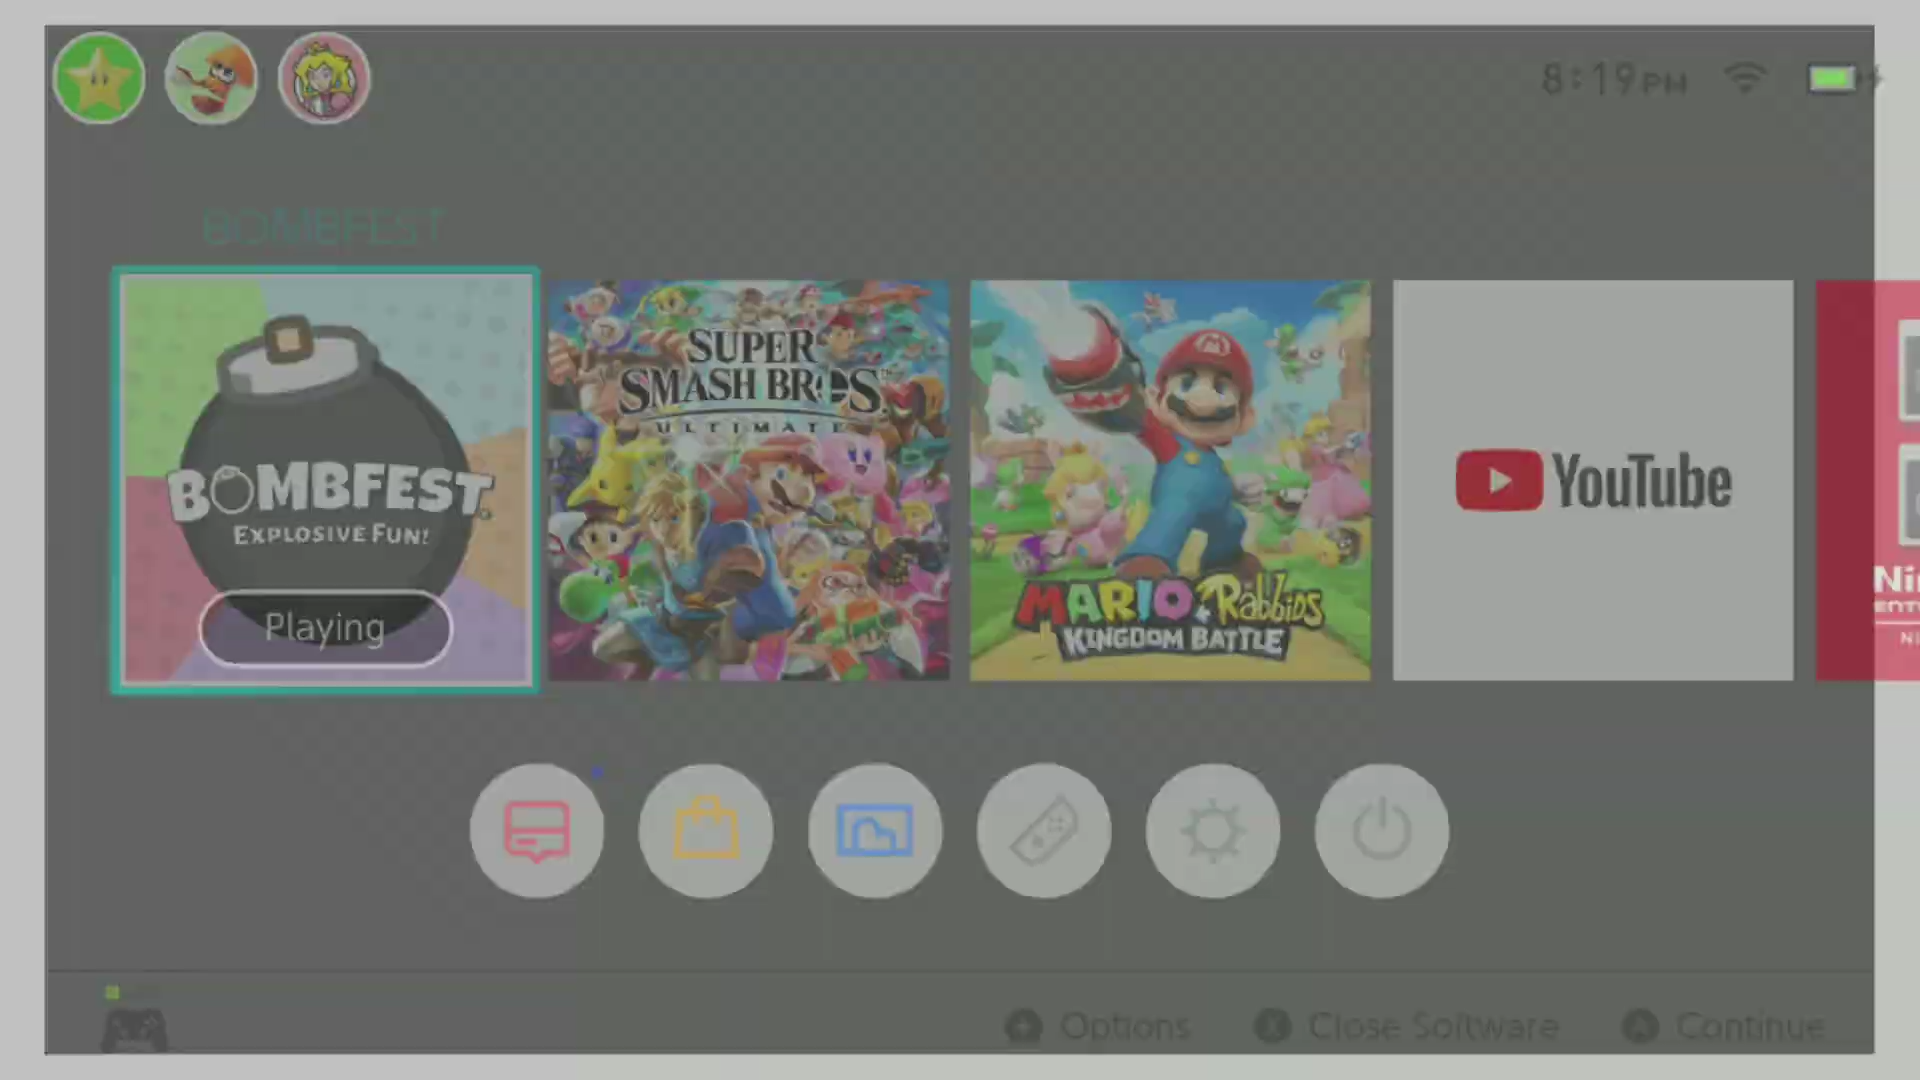 8:19 PM
BOMBFEST
BOMBFEST
EXPLOSIVE FUN!
Playing
SUPER
SMASH BROS.
ULTIMATE
MARIO + Rabbids
KINGDOM BATTLE
YouTube
Options
Close Software
Continue